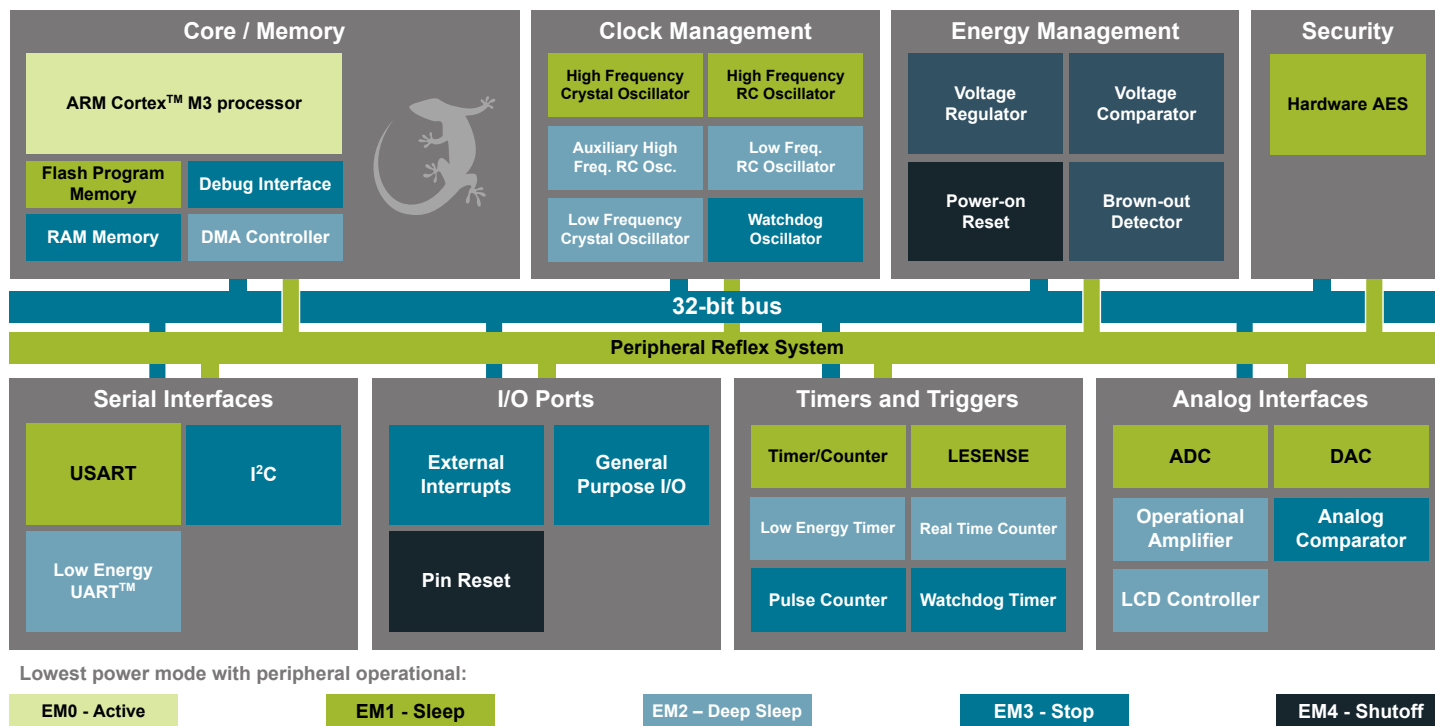 Core / Memory
ARM Cortex™ M3 processor
Flash Program
Memory
Debug Interface
RAM Memory
DMA Controller
Clock Management
High Frequency
Crystal Oscillator
High Frequency
RC Oscillator
Auxiliary High
Freq. RC Osc.
Low Freq.
RC Oscillator
Low Frequency
Crystal Oscillator
Watchdog
Oscillator
Energy Management
Voltage
Regulator
Voltage
Comparator
Power-on
Reset
Brown-out
Detector
Security
Hardware AES
32-bit bus
Peripheral Reflex System
Serial Interfaces
USART
I²C
Low Energy
UART™
I/O Ports
External
Interrupts
General
Purpose I/O
Pin Reset
Timers and Triggers
Timer/Counter
LESENSE
Low Energy Timer
Real Time Counter
Pulse Counter
Watchdog Timer
Analog Interfaces
ADC
DAC
Operational
Amplifier
Analog
Comparator
LCD Controller
Lowest power mode with peripheral operational:
EM0 - Active
EM1 - Sleep
EM2 – Deep Sleep
EM3 - Stop
EM4 - Shutoff